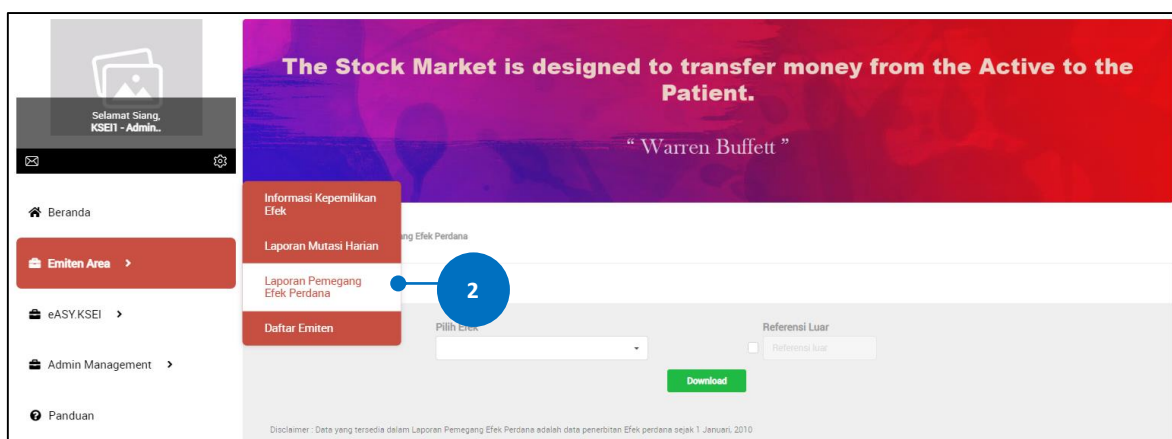 The Stock Market is designed to transfer money from the Active to the
Patient.
“ Warren Buffett ”
Selamat Siang,
KSEI1 - Admin..
Beranda
Emiten Area
eASY.KSEI
Admin Management
Panduan
Informasi Kepemilikan
Efek
Laporan Mutasi Harian
Laporan Pemegang
Efek Perdana
Daftar Emiten
2
Efek Perdana
Pilih Efek
Referensi Luar
Referensi luar
Download
Disclaimer : Data yang tersedia dalam Laporan Pemegang Efek Perdana adalah data penerbitan Efek perdana sejak 1 Januari, 2010